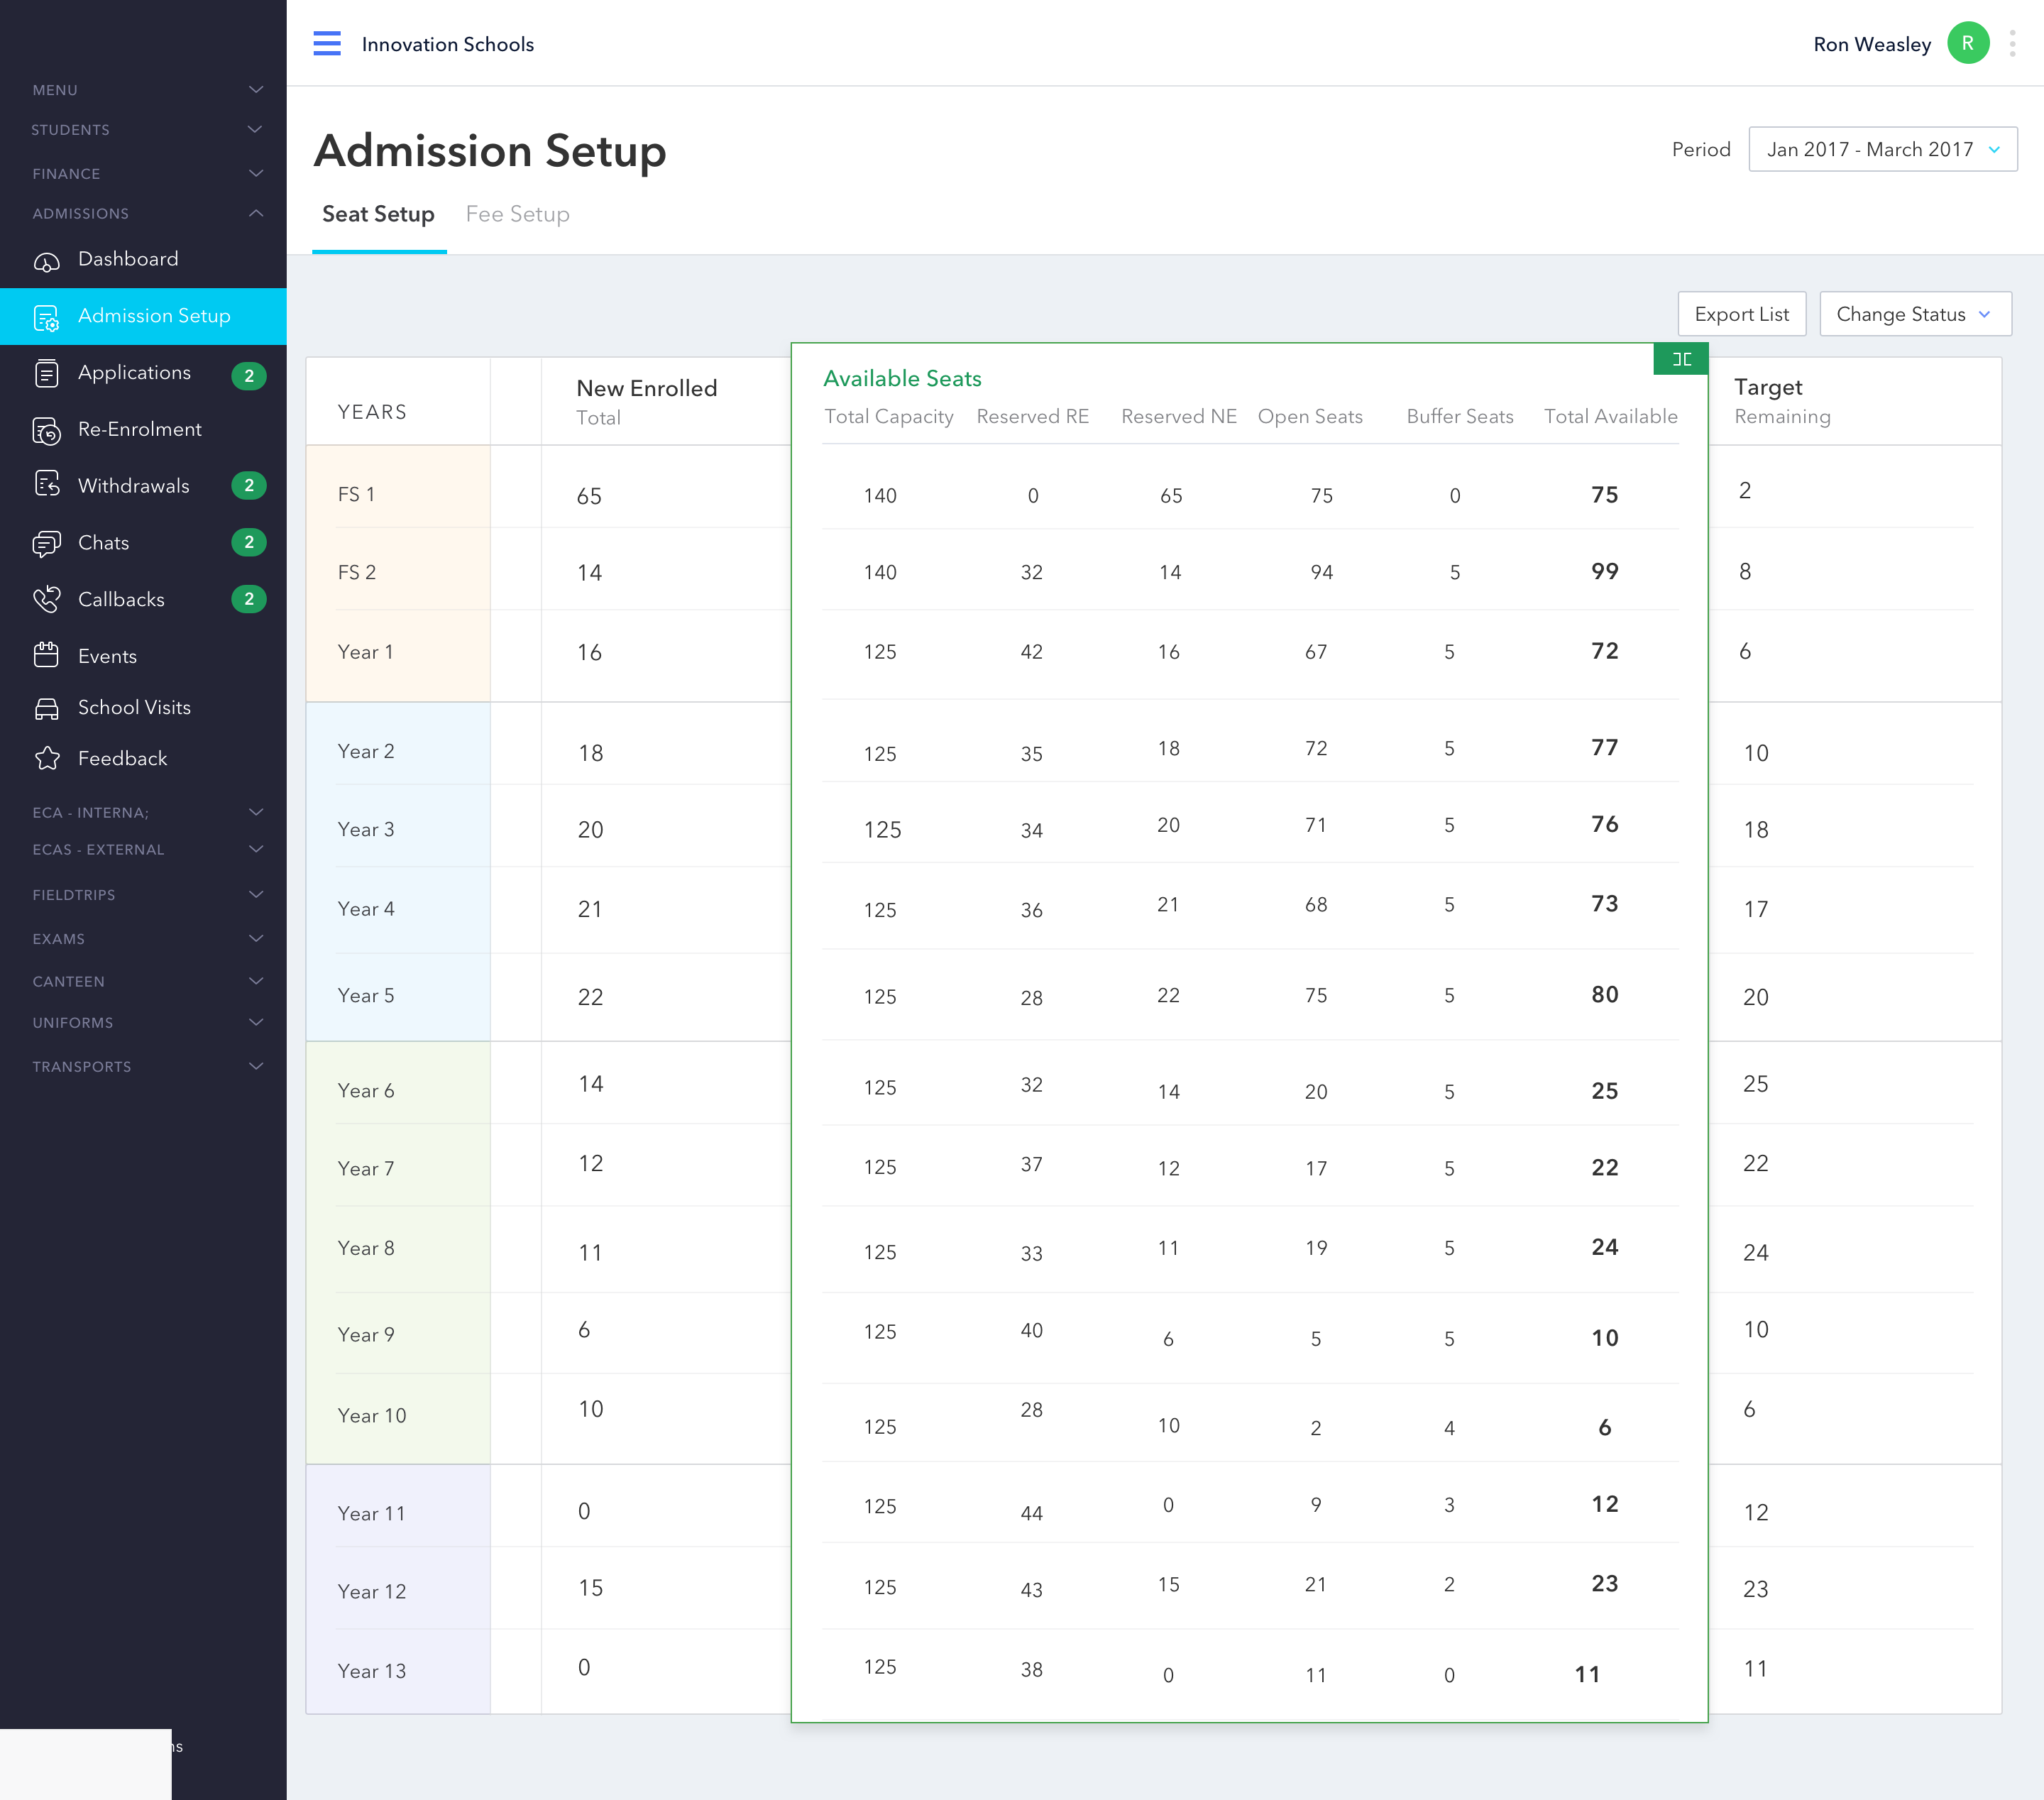 Innovation Schools
Ron Weasley
R
MENU
STUDENTS
FINANCE
ADMISSIONS
Dashboard
Admission Setup
Applications 2
Re-Enrolment
Withdrawals 2
Chats 2
Callbacks 2
Events
School Visits
Feedback
ECA - INTERNA;
ECAS - EXTERNAL
FIELDTRIPS
EXAMS
CANTEEN
UNIFORMS
TRANSPORTS
Admission Setup
Period Jan 2017 - March 2017
Seat Setup Fee Setup
Export List Change Status
Available Seats
YEARS New Enrolled Total Total Capacity Reserved RE Reserved NE Open Seats Buffer Seats Total Available Target Remaining
FS 1 65 140 0 65 75 0 75 2
FS 2 14 140 32 14 94 5 99 8
Year 1 16 125 42 16 67 5 72 6
Year 2 18 125 35 18 72 5 77 10
Year 3 20 125 34 20 71 5 76 18
Year 4 21 125 36 21 68 5 73 17
Year 5 22 125 28 22 75 5 80 20
Year 6 14 125 32 14 20 5 25 25
Year 7 12 125 37 12 17 5 22 22
Year 8 11 125 33 11 19 5 24 24
Year 9 6 125 40 6 5 5 10 10
Year 10 10 125 28 10 2 4 6 6
Year 11 0 125 44 0 9 3 12 12
Year 12 15 125 43 15 21 2 23 23
Year 13 0 125 38 0 11 0 11 11